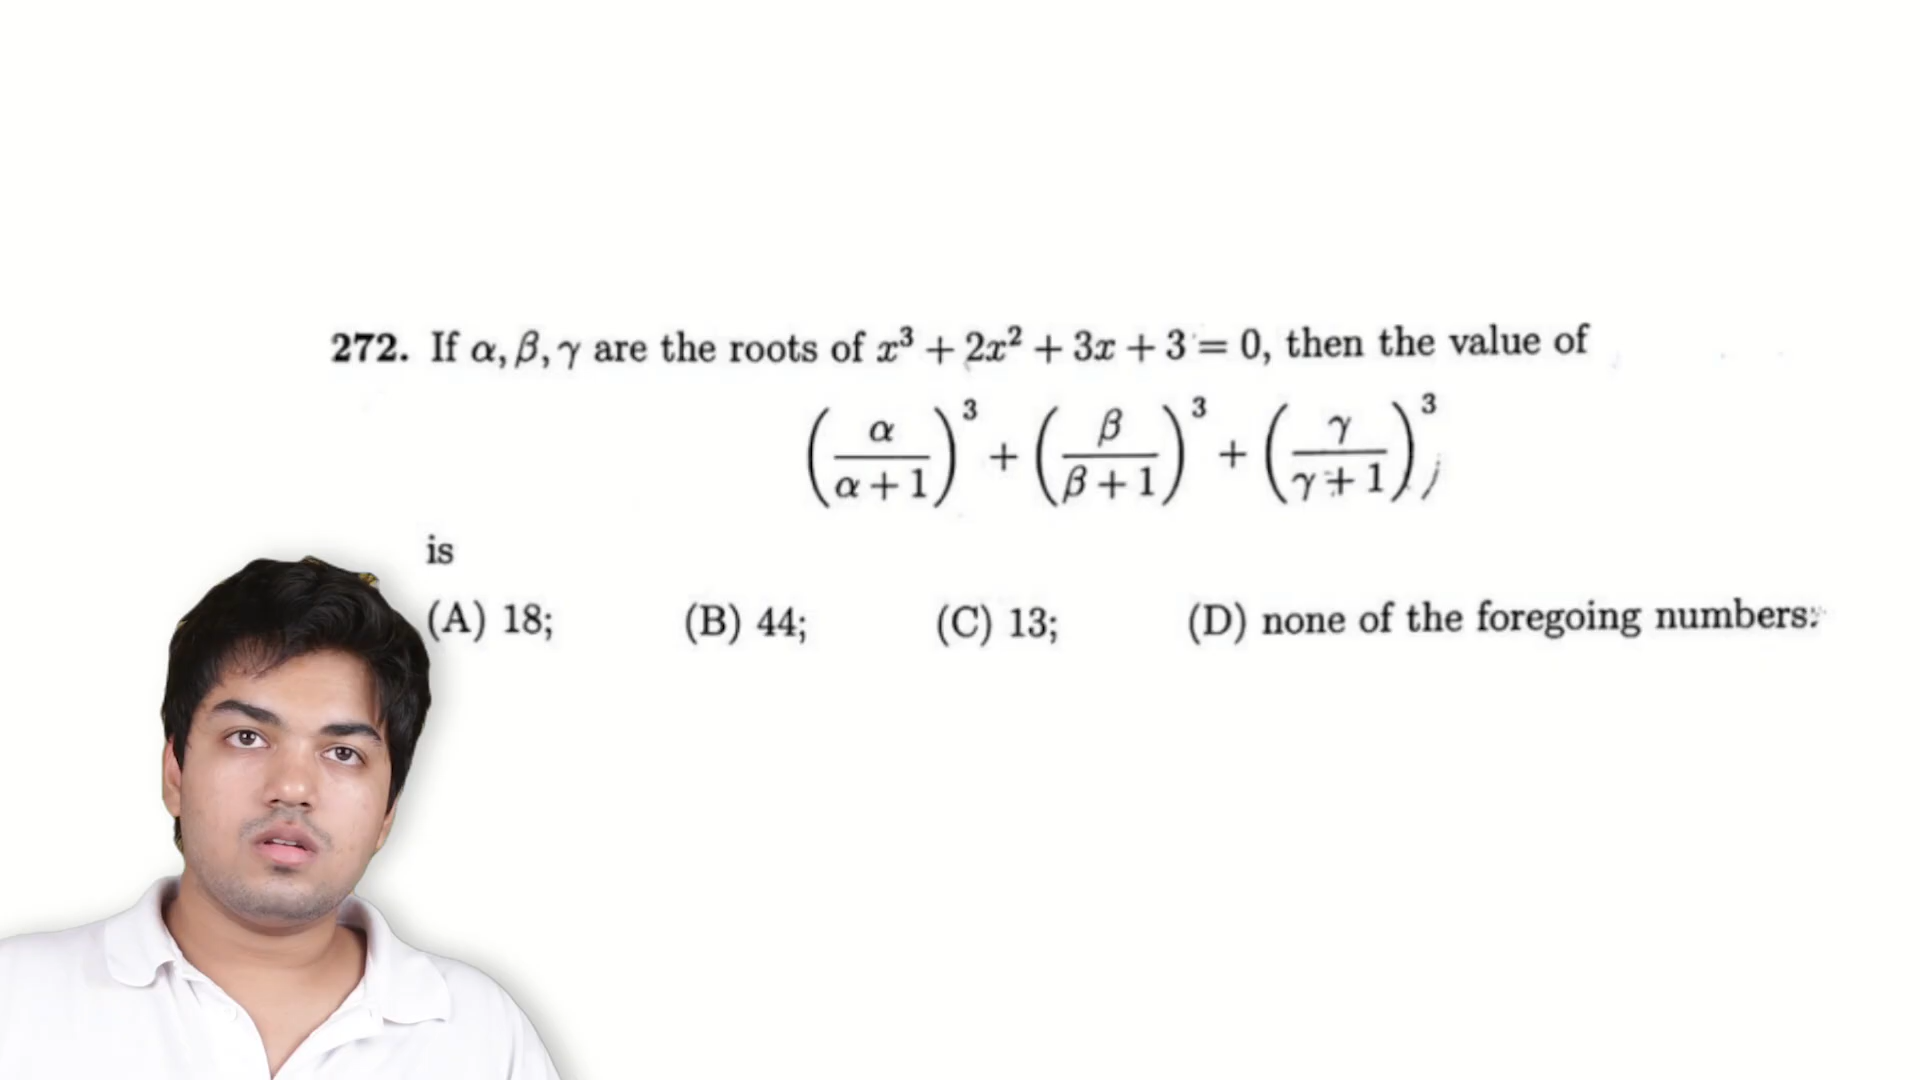 272. If α, β, γ are the roots of x³ + 2x² + 3x + 3 = 0, then the value of
(α/(α+1))³ + (β/(β+1))³ + (γ/(γ+1))³,
is
(A) 18; (B) 44; (C) 13; (D) none of the foregoing numbers.